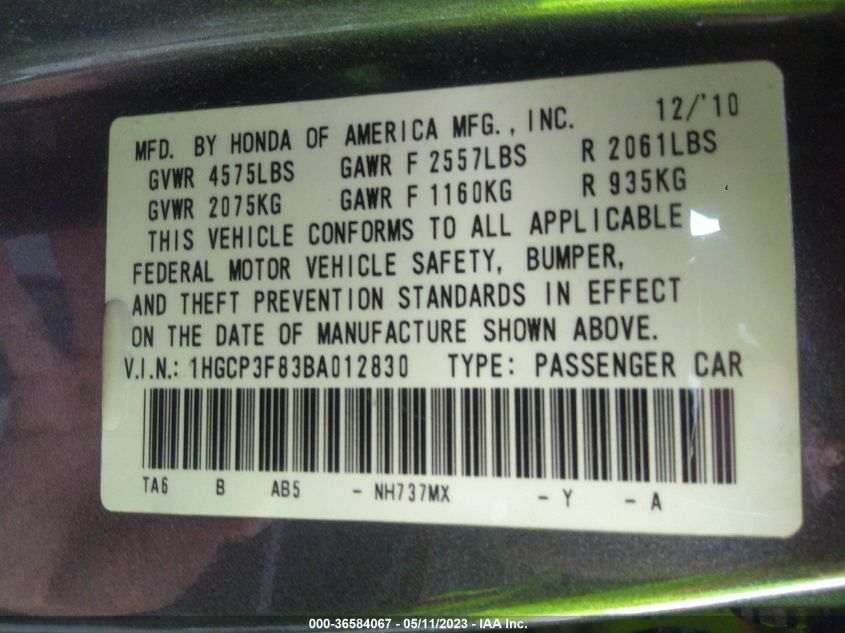 MFD. BY HONDA OF AMERICA MFG., INC. 12/'10
GVWR 4575LBS GAWR F 2557LBS R 2061LBS
GVWR 2075KG GAWR F 1160KG R 935KG
THIS VEHICLE CONFORMS TO ALL APPLICABLE
FEDERAL MOTOR VEHICLE SAFETY, BUMPER,
AND THEFT PREVENTION STANDARDS IN EFFECT
ON THE DATE OF MANUFACTURE SHOWN ABOVE.
V.I.N.: 1HGCP3F83BA012830 TYPE: PASSENGER CAR
TA6 B AB5 - NH737MX - Y - A
000-36584067 - 05/11/2023 - IAA Inc.